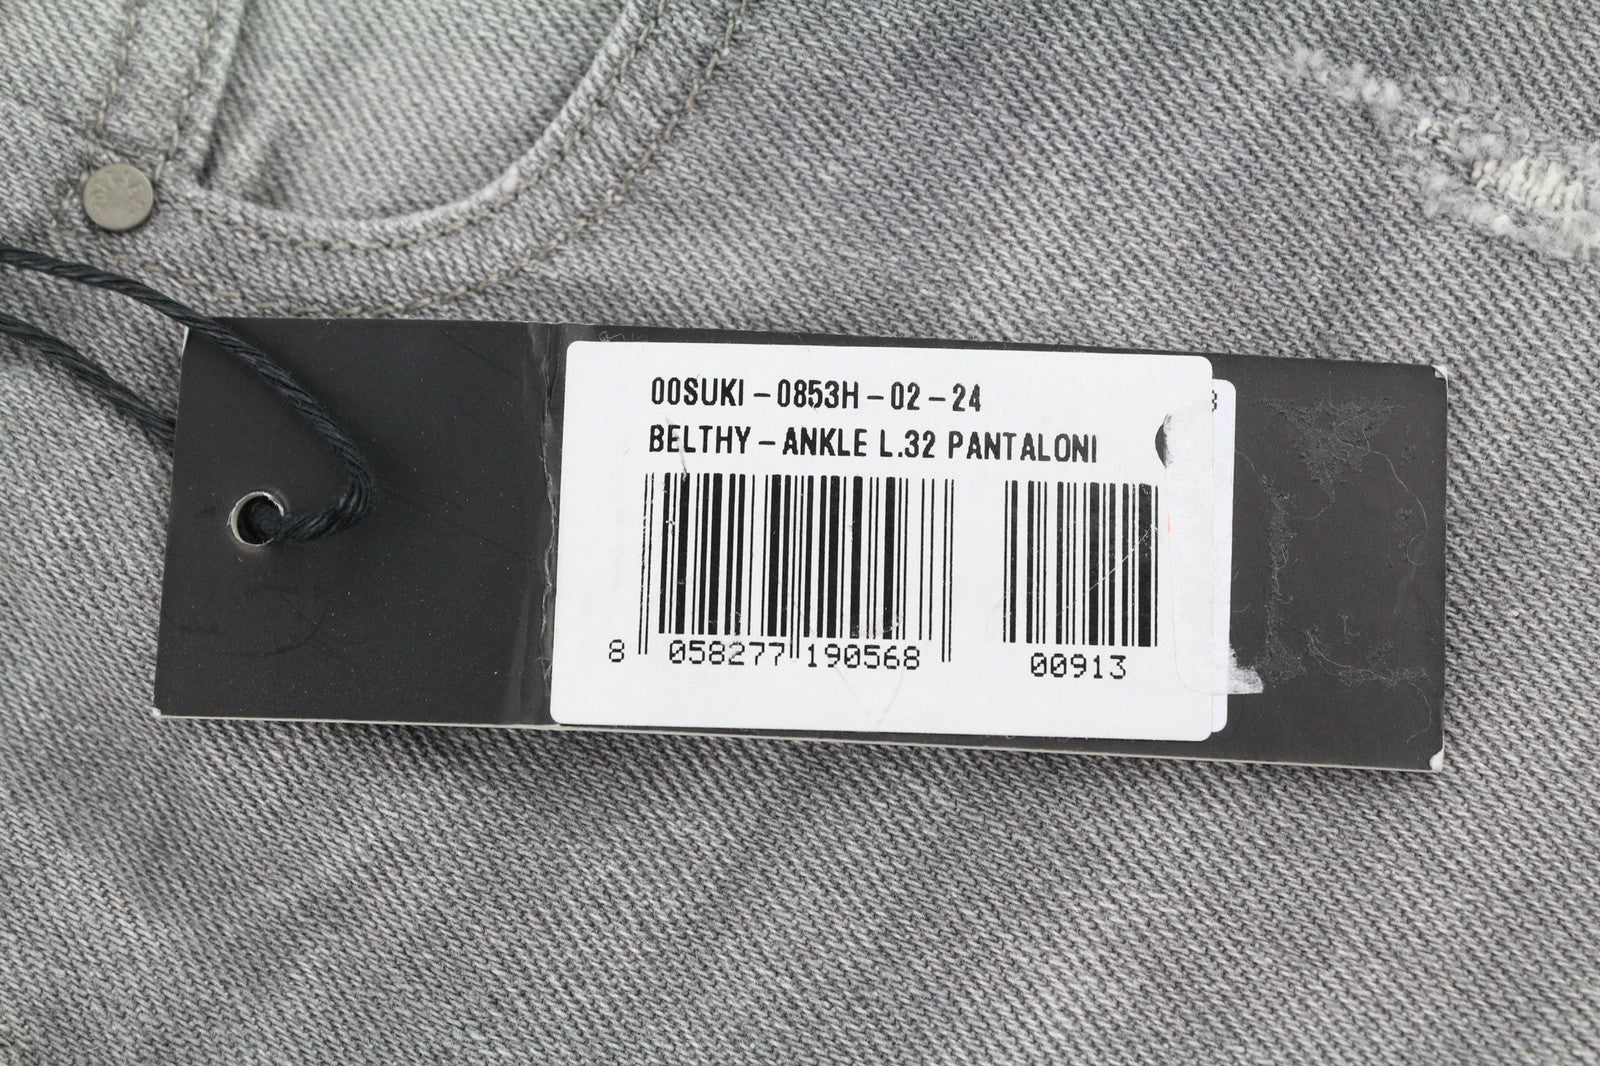 00SUKI-0853H-02-24
BELTHY-ANKLE L.32 PANTALONI
8 058277 190568
00913